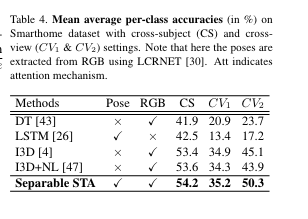 Table 4. Mean average per-class accuracies (in %) on
Smarthome dataset with cross-subject (CS) and cross-
view (CV1 & CV2) settings. Note that here the poses are
extracted from RGB using LCRNET [30]. Att indicates
attention mechanism.
Methods Pose RGB CS CV1 CV2
DT [43] × ✓ 41.9 20.9 23.7
LSTM [26] ✓ × 42.5 13.4 17.2
I3D [4] × ✓ 53.4 34.9 45.1
I3D+NL [47] × ✓ 53.6 34.3 43.9
Separable STA ✓ ✓ 54.2 35.2 50.3